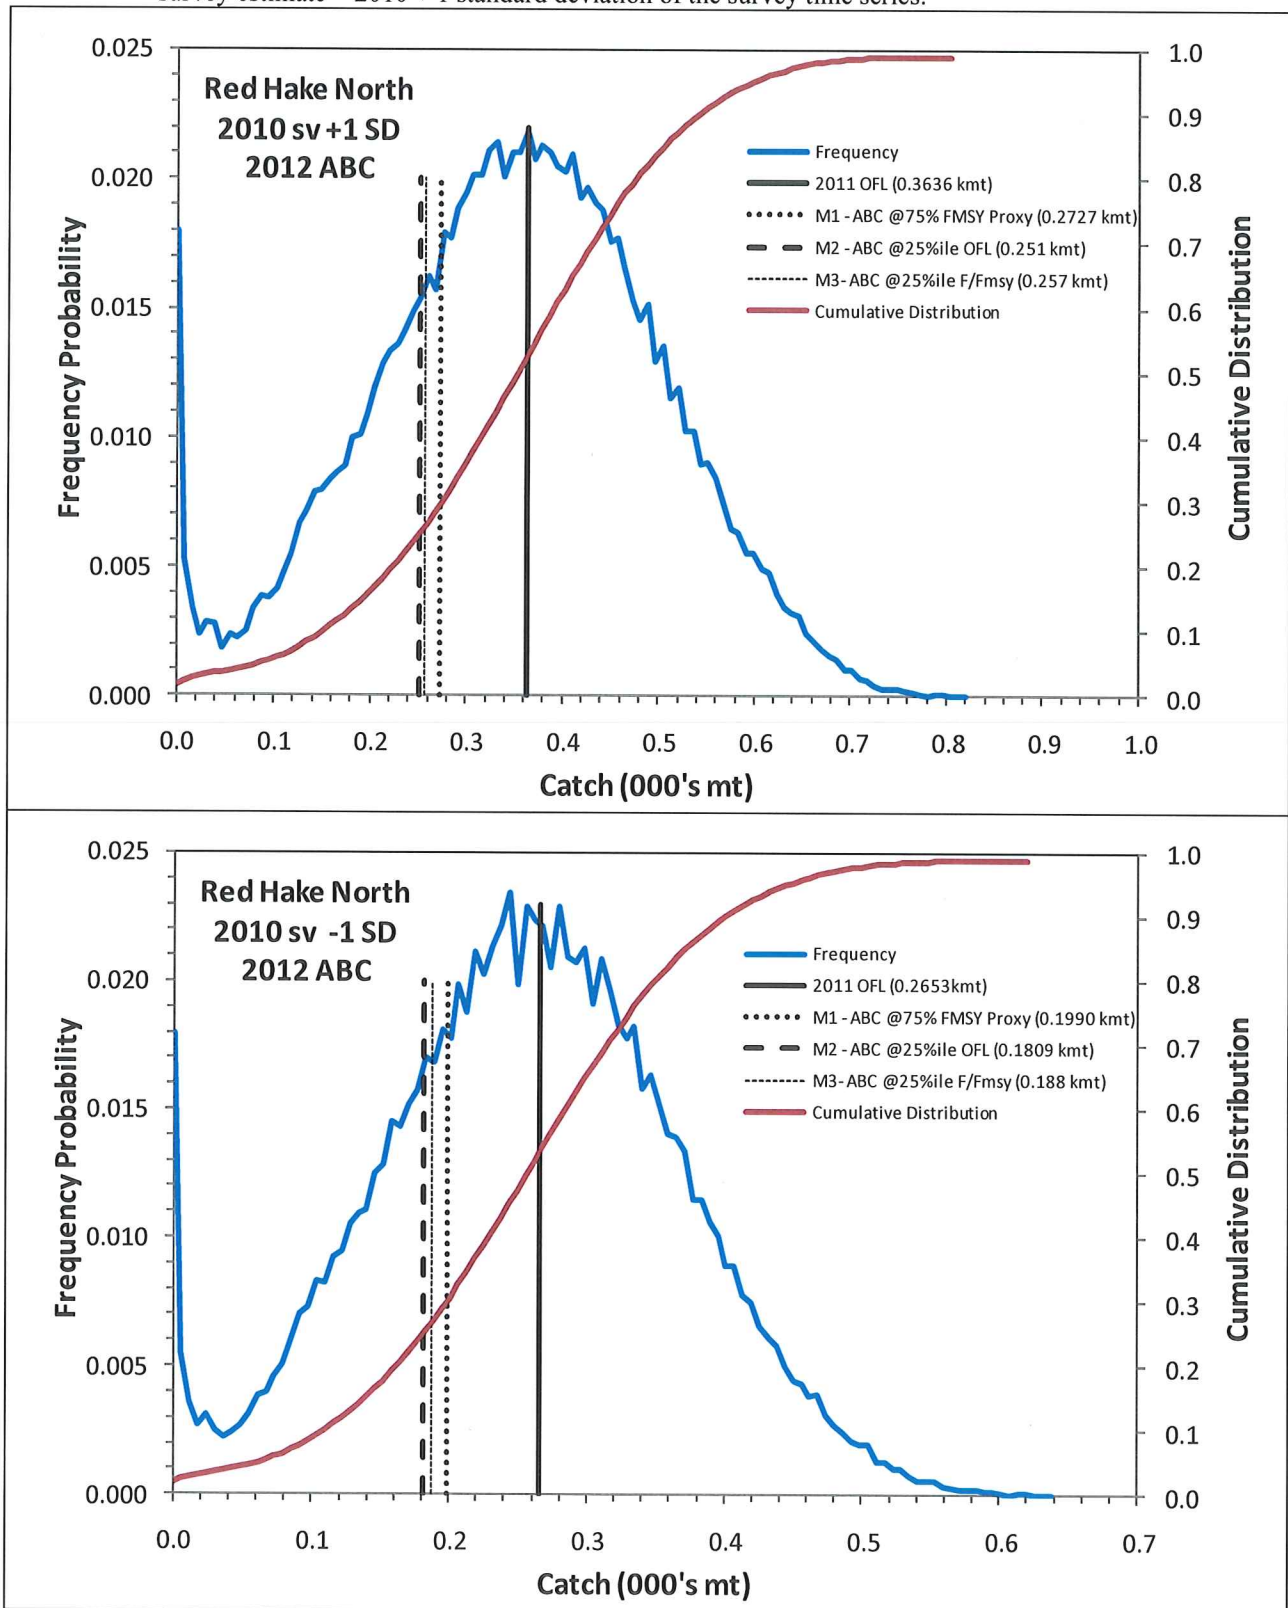 0.025
0.020
0.015
0.010
0.005
0.000
Frequency Probability
Red Hake North
2010 sv +1 SD
2012 ABC
Frequency
2011 OFL (0.3636 kmt)
M1 - ABC @75% FMSY Proxy (0.2727 kmt)
M2 - ABC @25%ile OFL (0.251 kmt)
M3- ABC @25%ile F/Fmsy (0.257 kmt)
Cumulative Distribution
1.0
0.9
0.8
0.7
0.6
0.5
0.4
0.3
0.2
0.1
0.0
Cumulative Distribution
0.0 0.1 0.2 0.3 0.4 0.5 0.6 0.7 0.8 0.9 1.0
Catch (000's mt)
0.025
0.020
0.015
0.010
0.005
0.000
Frequency Probability
Red Hake North
2010 sv -1 SD
2012 ABC
Frequency
2011 OFL (0.2653kmt)
M1 - ABC @75% FMSY Proxy (0.1990 kmt)
M2 - ABC @25%ile OFL (0.1809 kmt)
M3- ABC @25%ile F/Fmsy (0.188 kmt)
Cumulative Distribution
1.0
0.9
0.8
0.7
0.6
0.5
0.4
0.3
0.2
0.1
0.0
Cumulative Distribution
0.0 0.1 0.2 0.3 0.4 0.5 0.6 0.7
Catch (000's mt)